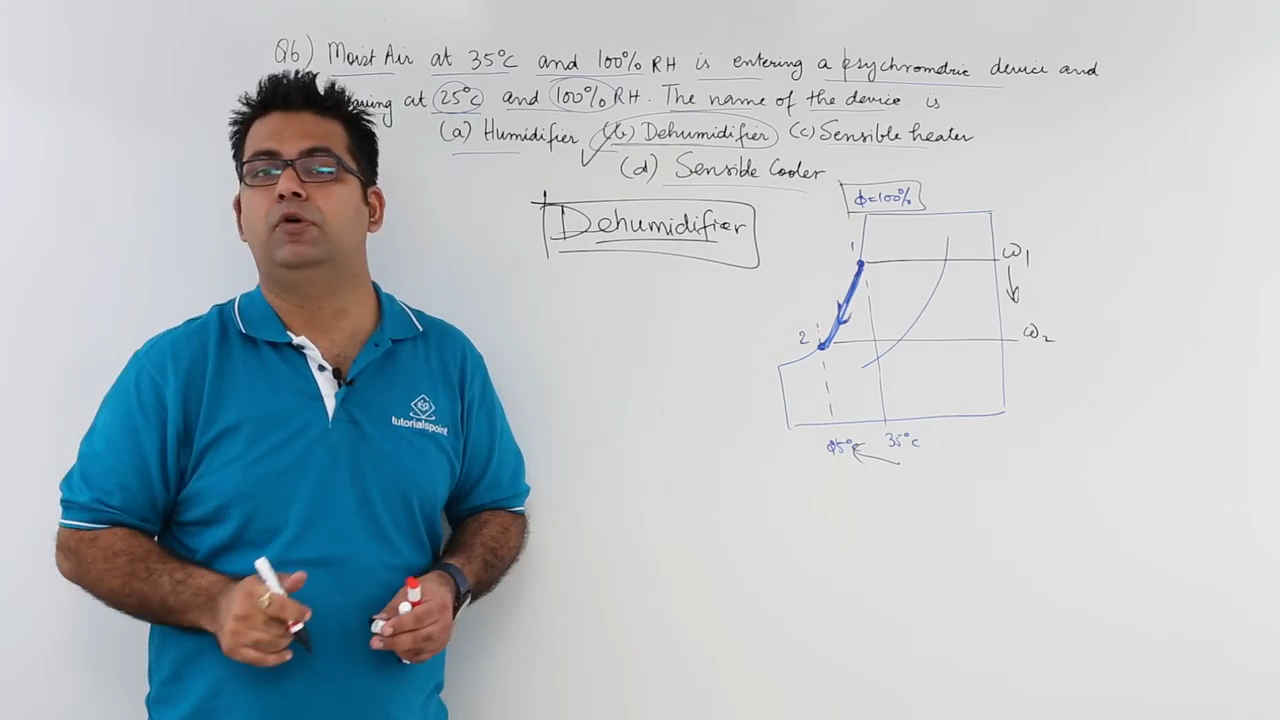 Q6) Moist Air at 35°C and 100% RH is entering a psychrometric device and
at 25°C and 100% RH. The name of the device is
(a) Humidifier (b) Dehumidifier (c) Sensible heater
(d) Sensible Cooler
Dehumidifier
ϕ=100%
1
ω1
2
ω2
25°C 35°C
tutorialspoint